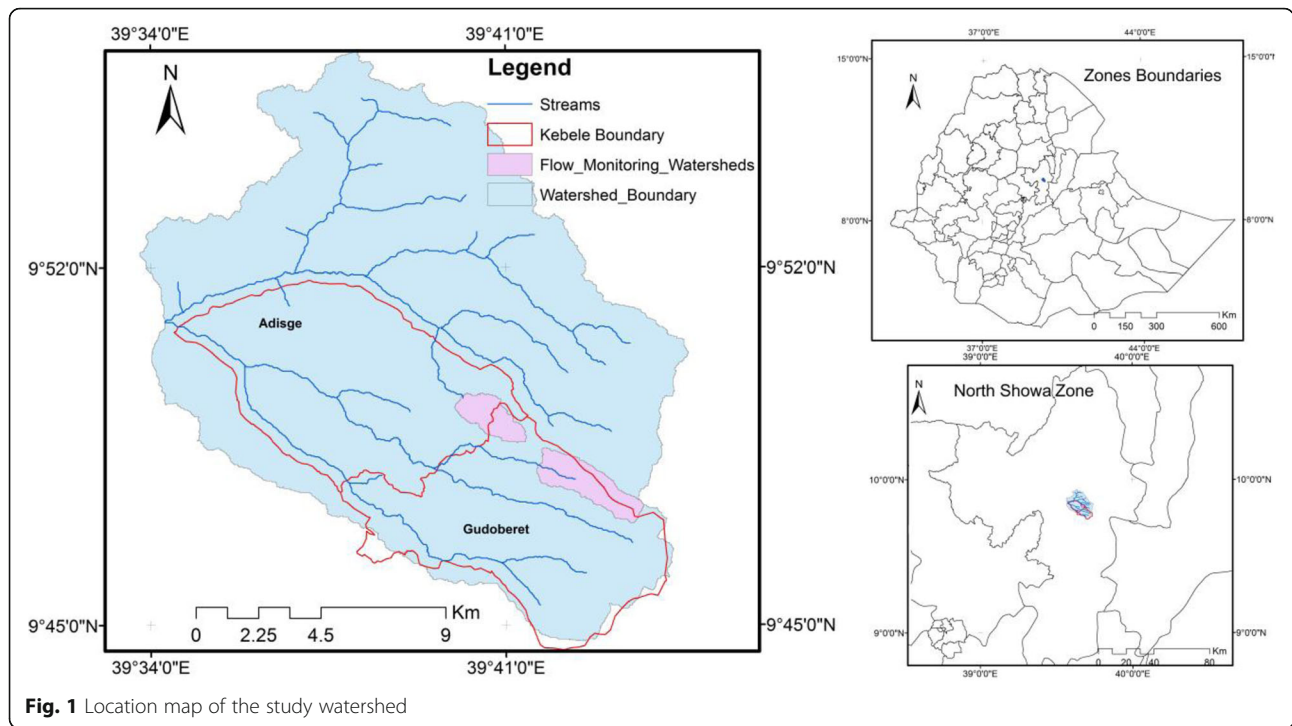 39°34'0"E 39°41'0"E
N
Legend
Streams
Kebele Boundary
Flow_Monitoring_Watersheds
Watershed_Boundary
9°52'0"N 9°52'0"N
Adisge
Gudoberet
Km
0 2.25 4.5 9
9°45'0"N 9°45'0"N
39°34'0"E 39°41'0"E
37°0'0"E 44°0'0"E
15°0'0"N 15°0'0"N
N
Zones Boundaries
8°0'0"N 8°0'0"N
Km
0 150 300 600
37°0'0"E 44°0'0"E
39°0'0"E 40°0'0"E
N
North Showa Zone
10°0'0"N 10°0'0"N
9°0'0"N 9°0'0"N
Km
0 20 40 80
39°0'0"E 40°0'0"E
Fig. 1 Location map of the study watershed